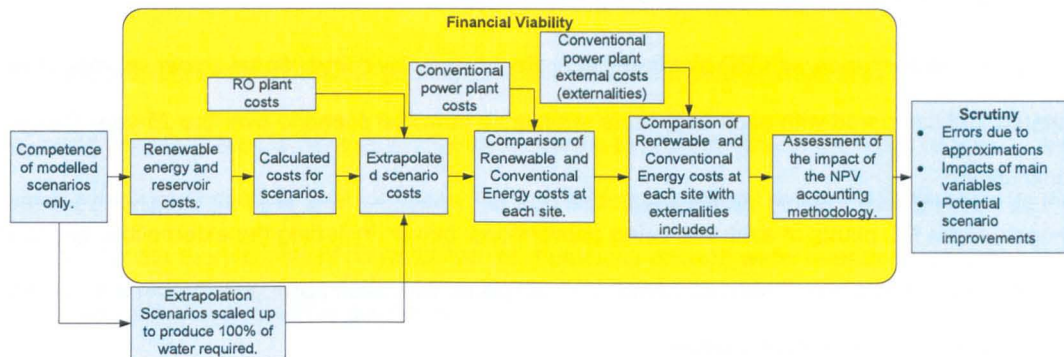 Financial Viability
Conventional
power plant
external costs
(externalities)
RO plant
costs
Conventional
power plant
costs
Competence
of modelled
scenarios
only.
Renewable
energy and
reservoir
costs.
Calculated
costs for
scenarios.
Extrapolate
d scenario
costs
Comparison of
Renewable and
Conventional
Energy costs at
each site.
Comparison of
Renewable and
Conventional
Energy costs at
each site with
externalities
included.
Assessment of
the impact of
the NPV
accounting
methodology.
Scrutiny
• Errors due to
approximations
• Impacts of main
variables
• Potential
scenario
improvements
Extrapolation
Scenarios scaled up
to produce 100% of
water required.